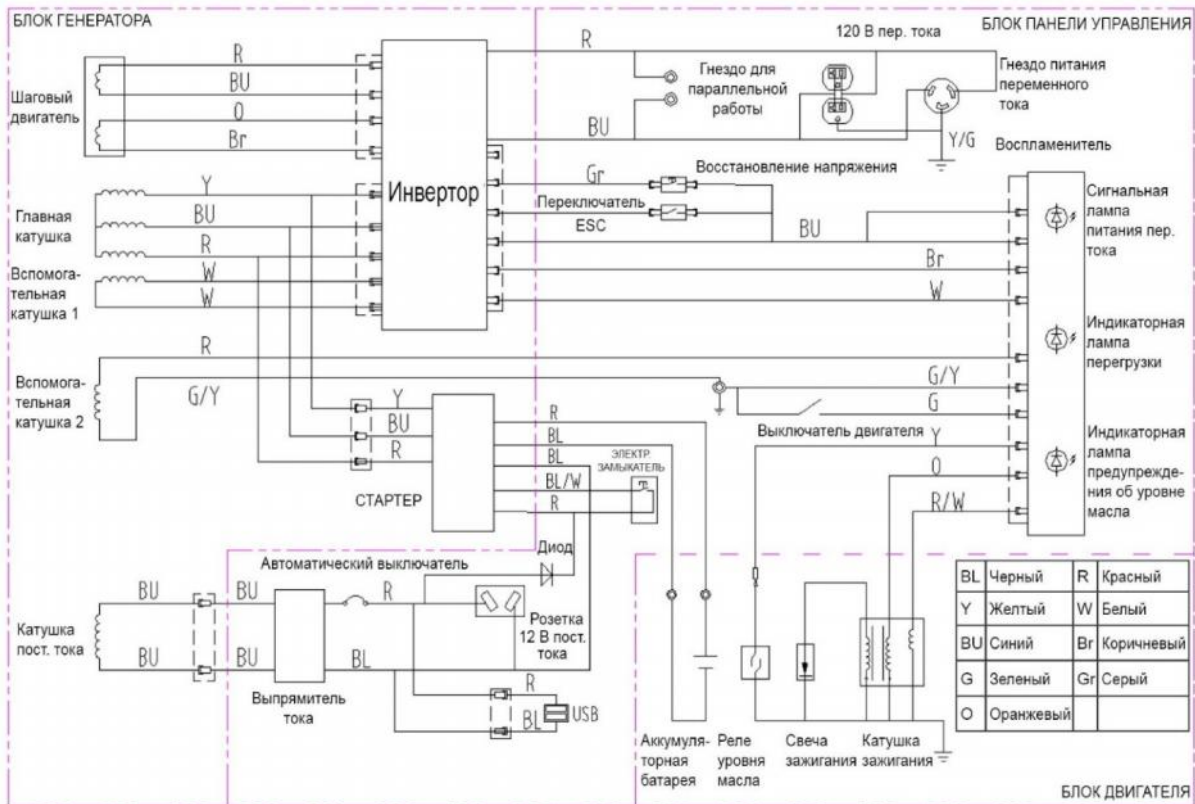 БЛОК ГЕНЕРАТОРА
БЛОК ПАНЕЛИ УПРАВЛЕНИЯ
Шаговый
двигатель
R
BU
O
Br
Главная
катушка
Y
BU
R
Вспомога-
тельная
катушка 1
W
W
Вспомога-
тельная
катушка 2
R
G/Y
Инвертор
R
BU
Гнездо для
параллельной
работы
120 В пер. тока
Гнездо питания
переменного
тока
Y/G
Воспламенитель
Gr
Восстановление напряжения
Переключатель
ESC
BU
Br
W
G/Y
G
Выключатель двигателя
Y
O
R/W
Сигнальная
лампа
питания пер.
тока
Индикаторная
лампа
перегрузки
Индикаторная
лампа
предупрежде-
ния об уровне
масла
Y
BU
R
СТАРТЕР
R
BL
BL
BL/W
R
ЭЛЕКТР.
ЗАМЫКАТЕЛЬ
Диод
Автоматический выключатель
Катушка
пост. тока
BU
BU
BU
BU
R
BL
Выпрямитель
тока
Розетка
12 В пост.
тока
R
BL
USB
Аккумуля-
торная
батарея
Реле
уровня
масла
Свеча
зажигания
Катушка
зажигания
BL Черный R Красный
Y Желтый W Белый
BU Синий Br Коричневый
G Зеленый Gr Серый
O Оранжевый
БЛОК ДВИГАТЕЛЯ